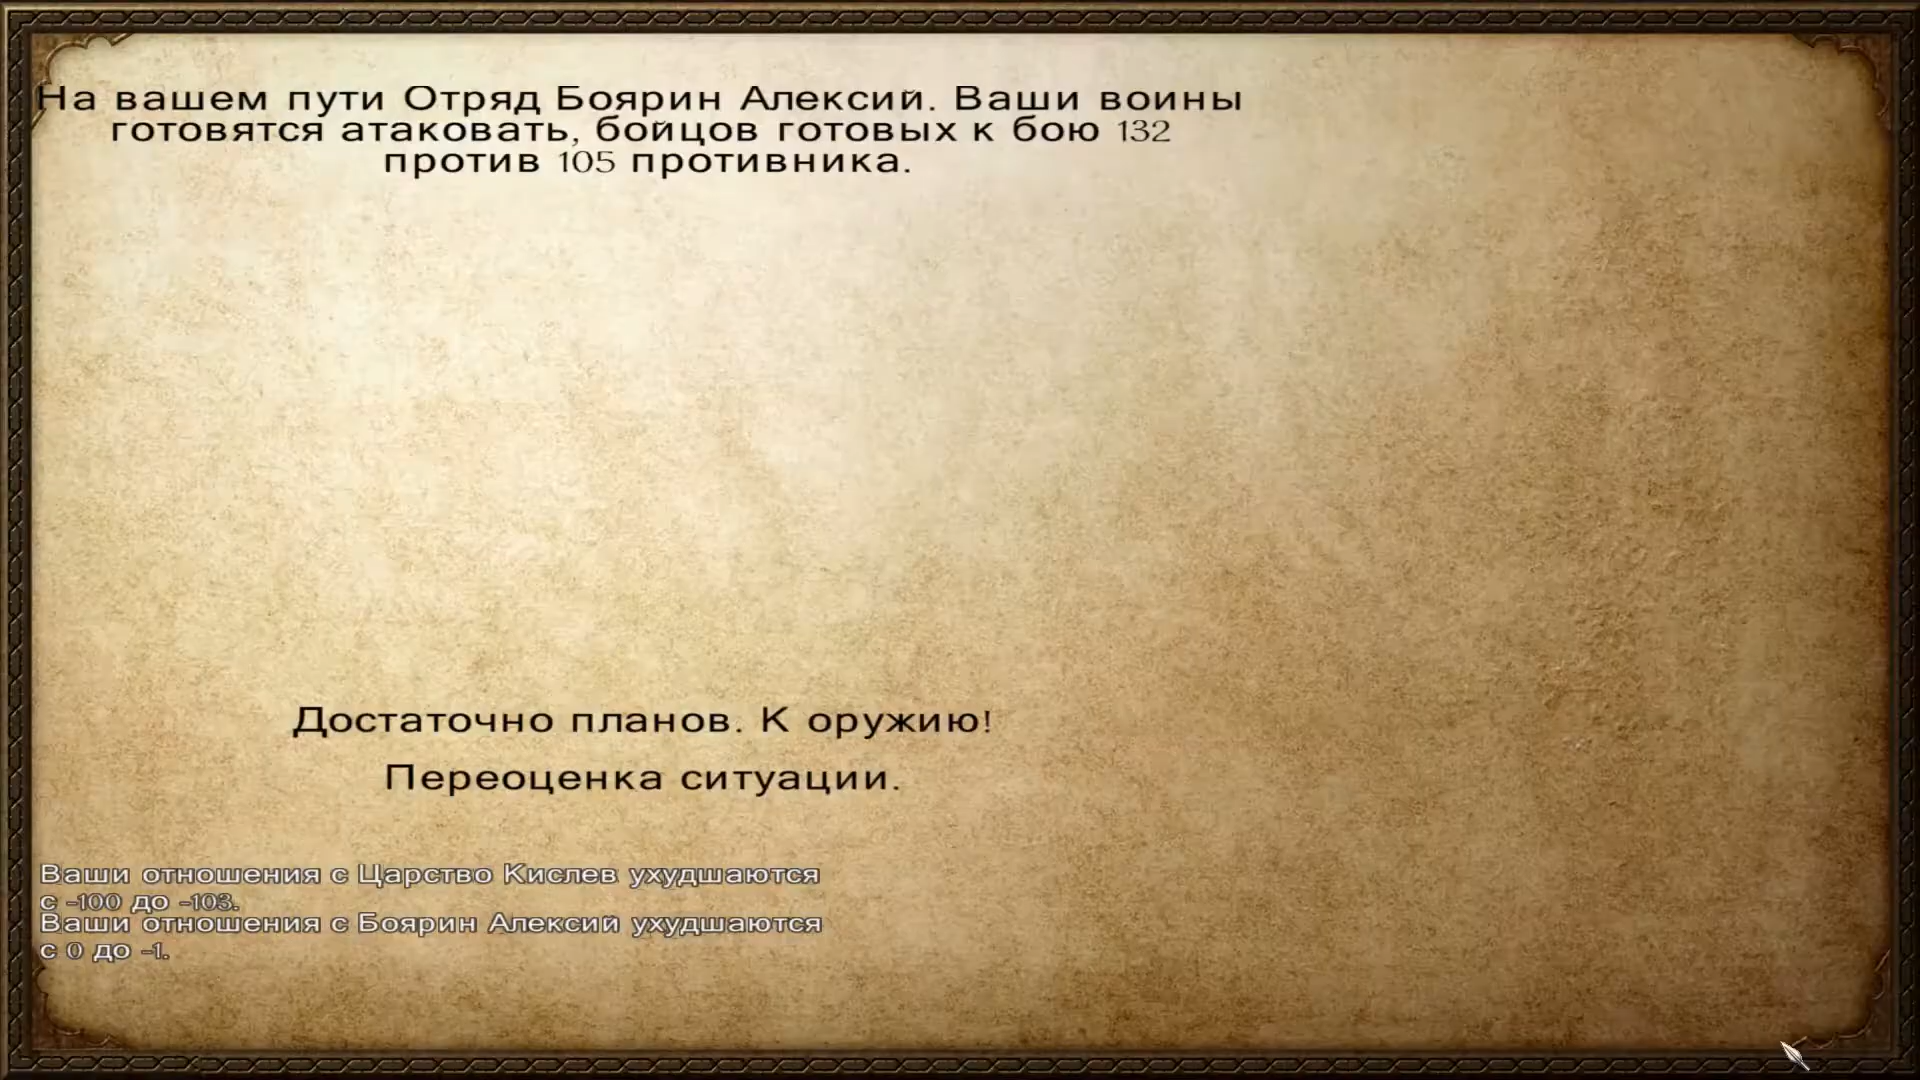 На вашем пути Отряд Боярин Алексий. Ваши воины
готовятся атаковать, бойцов готовых к бою 132
против 105 противника.
Достаточно планов. К оружию!
Переоценка ситуации.
Ваши отношения с Царство Кислев ухудшаются
с -100 до -103.
Ваши отношения с Боярин Алексий ухудшаются
с 0 до -1.